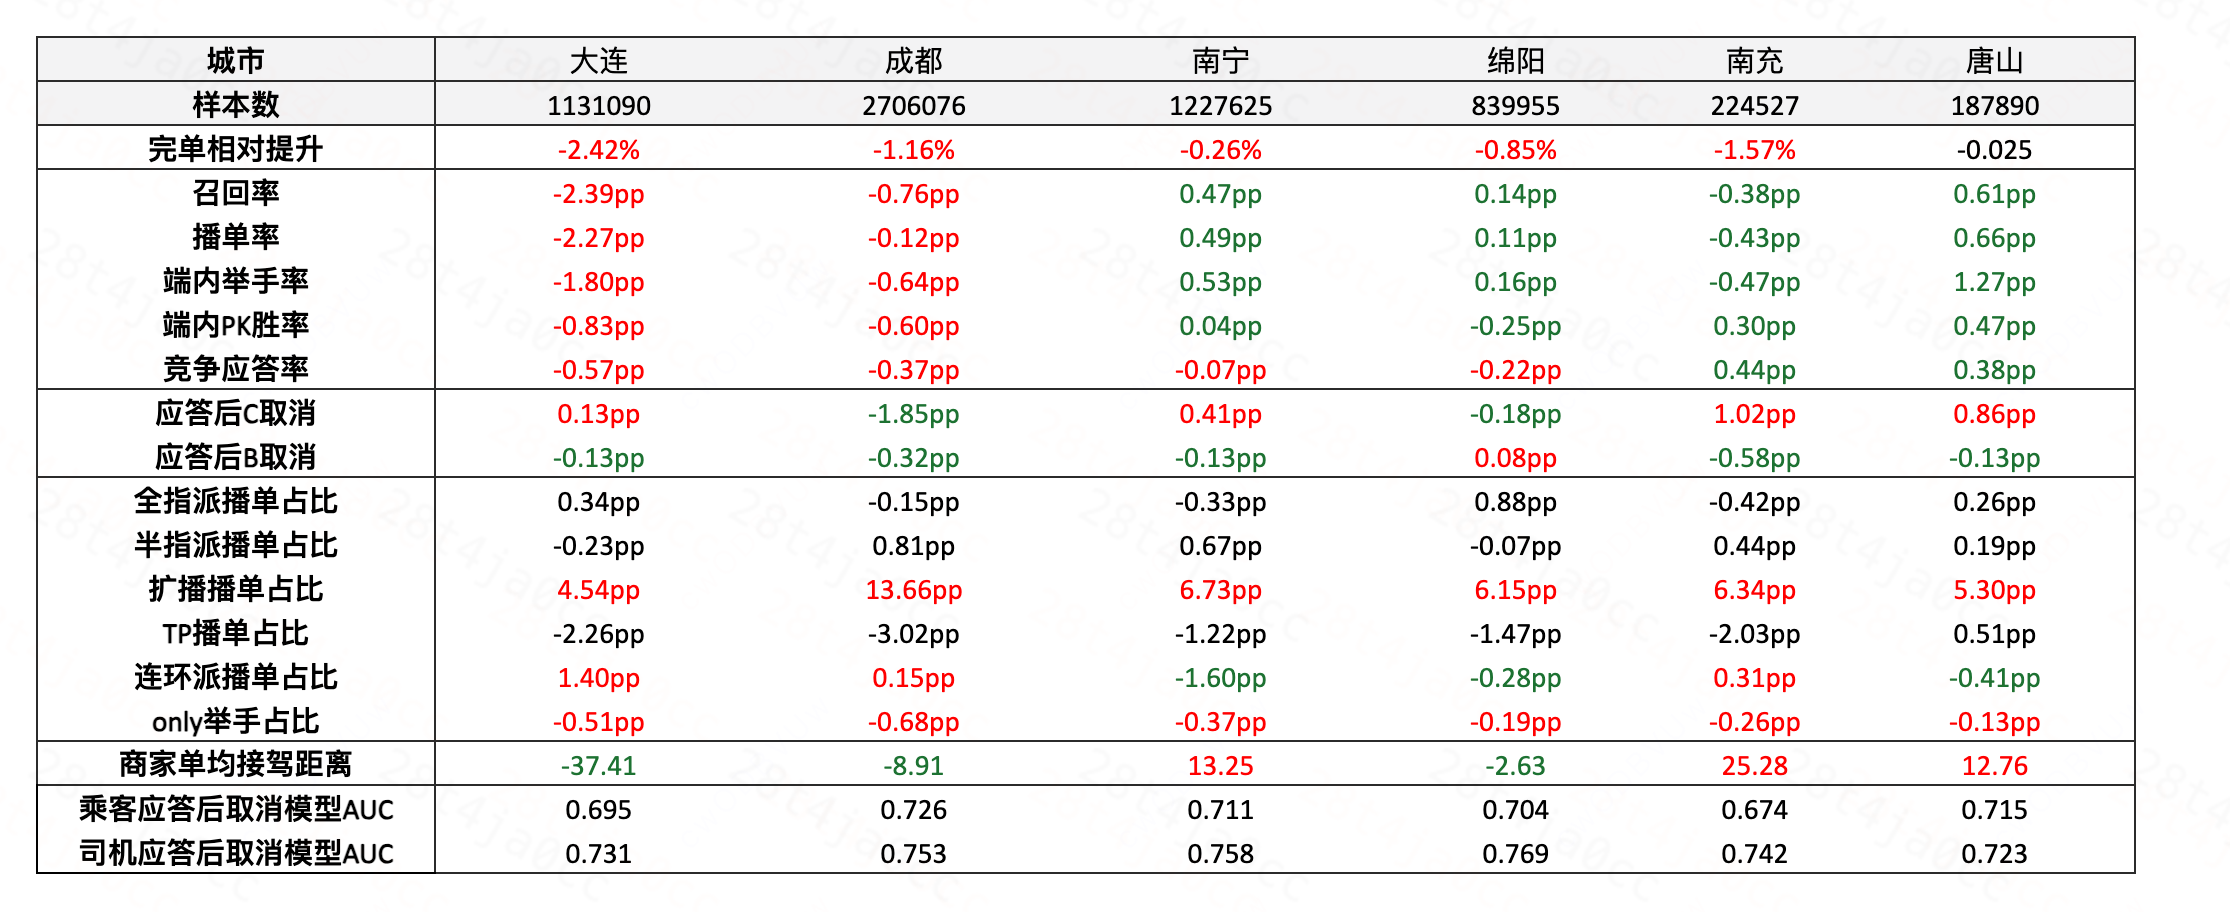 城市 大连 成都 南宁 绵阳 南充 唐山
样本数 1131090 2706076 1227625 839955 224527 187890
完单相对提升 -2.42% -1.16% -0.26% -0.85% -1.57% -0.025
召回率 -2.39pp -0.76pp 0.47pp 0.14pp -0.38pp 0.61pp
播单率 -2.27pp -0.12pp 0.49pp 0.11pp -0.43pp 0.66pp
端内举手率 -1.80pp -0.64pp 0.53pp 0.16pp -0.47pp 1.27pp
端内PK胜率 -0.83pp -0.60pp 0.04pp -0.25pp 0.30pp 0.47pp
竞争应答率 -0.57pp -0.37pp -0.07pp -0.22pp 0.44pp 0.38pp
应答后C取消 0.13pp -1.85pp 0.41pp -0.18pp 1.02pp 0.86pp
应答后B取消 -0.13pp -0.32pp -0.13pp 0.08pp -0.58pp -0.13pp
全指派播单占比 0.34pp -0.15pp -0.33pp 0.88pp -0.42pp 0.26pp
半指派播单占比 -0.23pp 0.81pp 0.67pp -0.07pp 0.44pp 0.19pp
扩播播单占比 4.54pp 13.66pp 6.73pp 6.15pp 6.34pp 5.30pp
TP播单占比 -2.26pp -3.02pp -1.22pp -1.47pp -2.03pp 0.51pp
连环派播单占比 1.40pp 0.15pp -1.60pp -0.28pp 0.31pp -0.41pp
only举手占比 -0.51pp -0.68pp -0.37pp -0.19pp -0.26pp -0.13pp
商家单均接驾距离 -37.41 -8.91 13.25 -2.63 25.28 12.76
乘客应答后取消模型AUC 0.695 0.726 0.711 0.704 0.674 0.715
司机应答后取消模型AUC 0.731 0.753 0.758 0.769 0.742 0.723